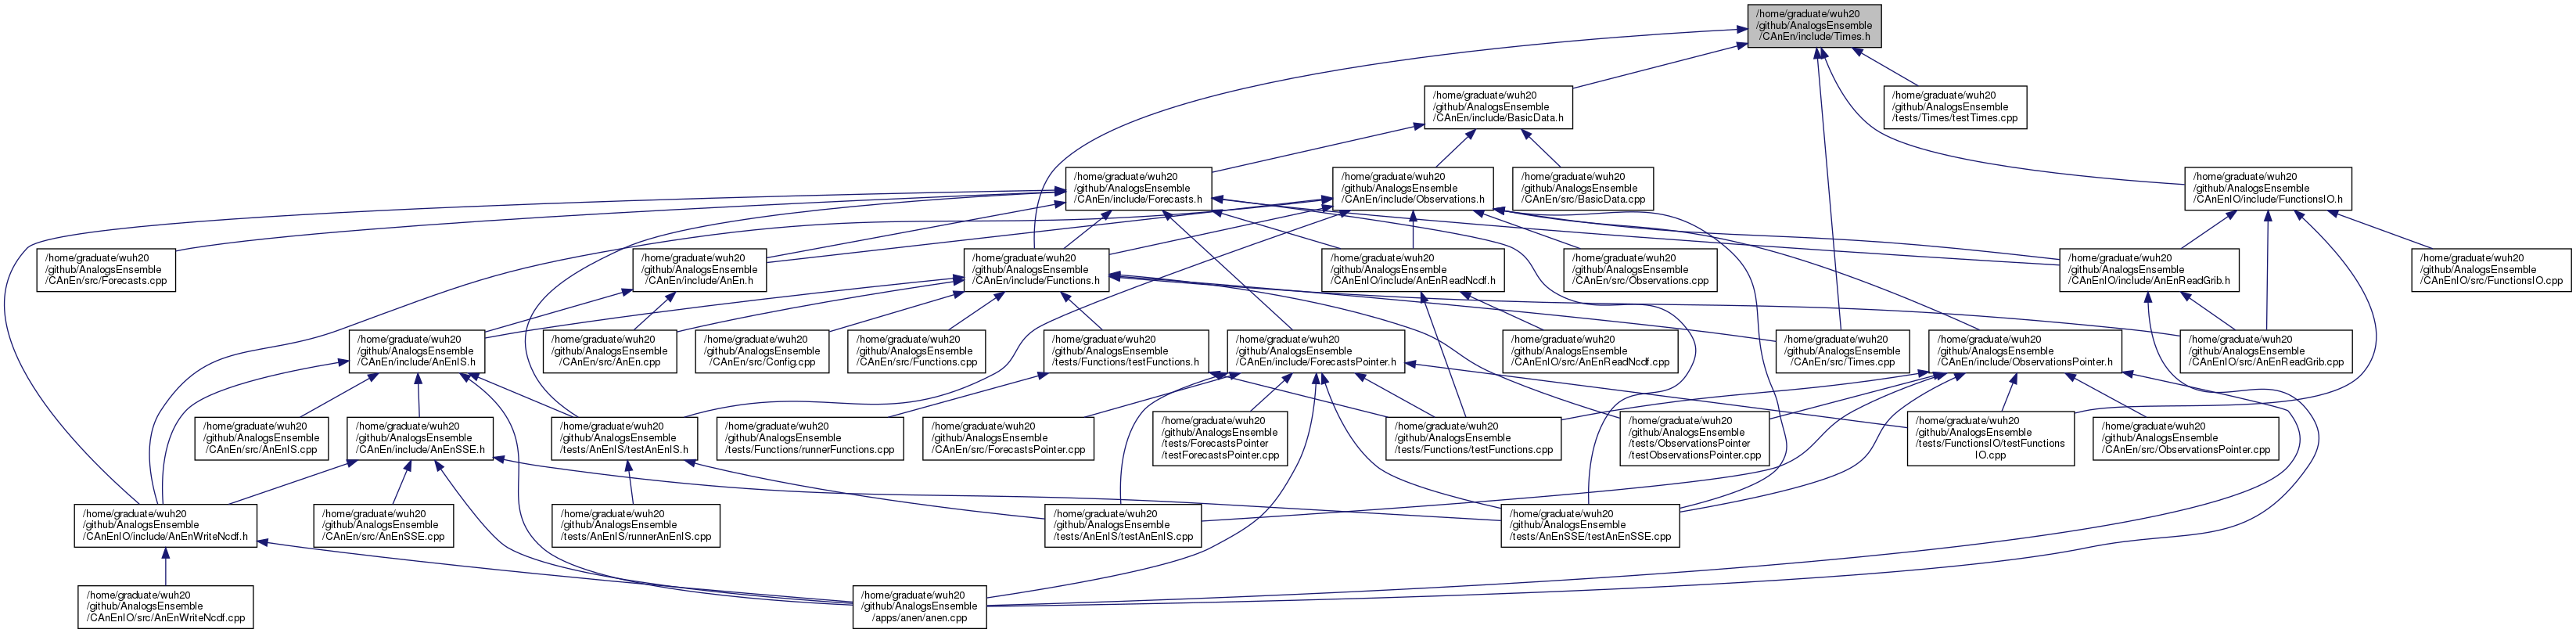 /home/graduate/wuh20
/github/AnalogsEnsemble
/CAnEn/include/Times.h
/home/graduate/wuh20
/github/AnalogsEnsemble
/CAnEn/include/BasicData.h
/home/graduate/wuh20
/github/AnalogsEnsemble
/tests/Times/testTimes.cpp
/home/graduate/wuh20
/github/AnalogsEnsemble
/CAnEn/include/Forecasts.h
/home/graduate/wuh20
/github/AnalogsEnsemble
/CAnEn/include/Observations.h
/home/graduate/wuh20
/github/AnalogsEnsemble
/CAnEn/src/BasicData.cpp
/home/graduate/wuh20
/github/AnalogsEnsemble
/CAnEnIO/include/FunctionsIO.h
/home/graduate/wuh20
/github/AnalogsEnsemble
/CAnEn/src/Forecasts.cpp
/home/graduate/wuh20
/github/AnalogsEnsemble
/CAnEn/include/AnEn.h
/home/graduate/wuh20
/github/AnalogsEnsemble
/CAnEn/include/Functions.h
/home/graduate/wuh20
/github/AnalogsEnsemble
/CAnEnIO/include/AnEnReadNcdf.h
/home/graduate/wuh20
/github/AnalogsEnsemble
/CAnEn/src/Observations.cpp
/home/graduate/wuh20
/github/AnalogsEnsemble
/CAnEnIO/include/AnEnReadGrib.h
/home/graduate/wuh20
/github/AnalogsEnsemble
/CAnEnIO/src/FunctionsIO.cpp
/home/graduate/wuh20
/github/AnalogsEnsemble
/CAnEn/include/AnEnIS.h
/home/graduate/wuh20
/github/AnalogsEnsemble
/CAnEn/src/AnEn.cpp
/home/graduate/wuh20
/github/AnalogsEnsemble
/CAnEn/src/Config.cpp
/home/graduate/wuh20
/github/AnalogsEnsemble
/CAnEn/src/Functions.cpp
/home/graduate/wuh20
/github/AnalogsEnsemble
/tests/Functions/testFunctions.h
/home/graduate/wuh20
/github/AnalogsEnsemble
/CAnEn/include/ForecastsPointer.h
/home/graduate/wuh20
/github/AnalogsEnsemble
/CAnEnIO/src/AnEnReadNcdf.cpp
/home/graduate/wuh20
/github/AnalogsEnsemble
/CAnEn/src/Times.cpp
/home/graduate/wuh20
/github/AnalogsEnsemble
/CAnEn/include/ObservationsPointer.h
/home/graduate/wuh20
/github/AnalogsEnsemble
/CAnEnIO/src/AnEnReadGrib.cpp
/home/graduate/wuh20
/github/AnalogsEnsemble
/CAnEn/src/AnEnIS.cpp
/home/graduate/wuh20
/github/AnalogsEnsemble
/CAnEn/include/AnEnSSE.h
/home/graduate/wuh20
/github/AnalogsEnsemble
/tests/AnEnIS/testAnEnIS.h
/home/graduate/wuh20
/github/AnalogsEnsemble
/tests/Functions/runnerFunctions.cpp
/home/graduate/wuh20
/github/AnalogsEnsemble
/CAnEn/src/ForecastsPointer.cpp
/home/graduate/wuh20
/github/AnalogsEnsemble
/tests/ForecastsPointer
/testForecastsPointer.cpp
/home/graduate/wuh20
/github/AnalogsEnsemble
/tests/Functions/testFunctions.cpp
/home/graduate/wuh20
/github/AnalogsEnsemble
/tests/ObservationsPointer
/testObservationsPointer.cpp
/home/graduate/wuh20
/github/AnalogsEnsemble
/tests/FunctionsIO/testFunctions
IO.cpp
/home/graduate/wuh20
/github/AnalogsEnsemble
/CAnEn/src/ObservationsPointer.cpp
/home/graduate/wuh20
/github/AnalogsEnsemble
/CAnEnIO/include/AnEnWriteNcdf.h
/home/graduate/wuh20
/github/AnalogsEnsemble
/CAnEn/src/AnEnSSE.cpp
/home/graduate/wuh20
/github/AnalogsEnsemble
/tests/AnEnIS/runnerAnEnIS.cpp
/home/graduate/wuh20
/github/AnalogsEnsemble
/tests/AnEnIS/testAnEnIS.cpp
/home/graduate/wuh20
/github/AnalogsEnsemble
/tests/AnEnSSE/testAnEnSSE.cpp
/home/graduate/wuh20
/github/AnalogsEnsemble
/CAnEnIO/src/AnEnWriteNcdf.cpp
/home/graduate/wuh20
/github/AnalogsEnsemble
/apps/anen/anen.cpp